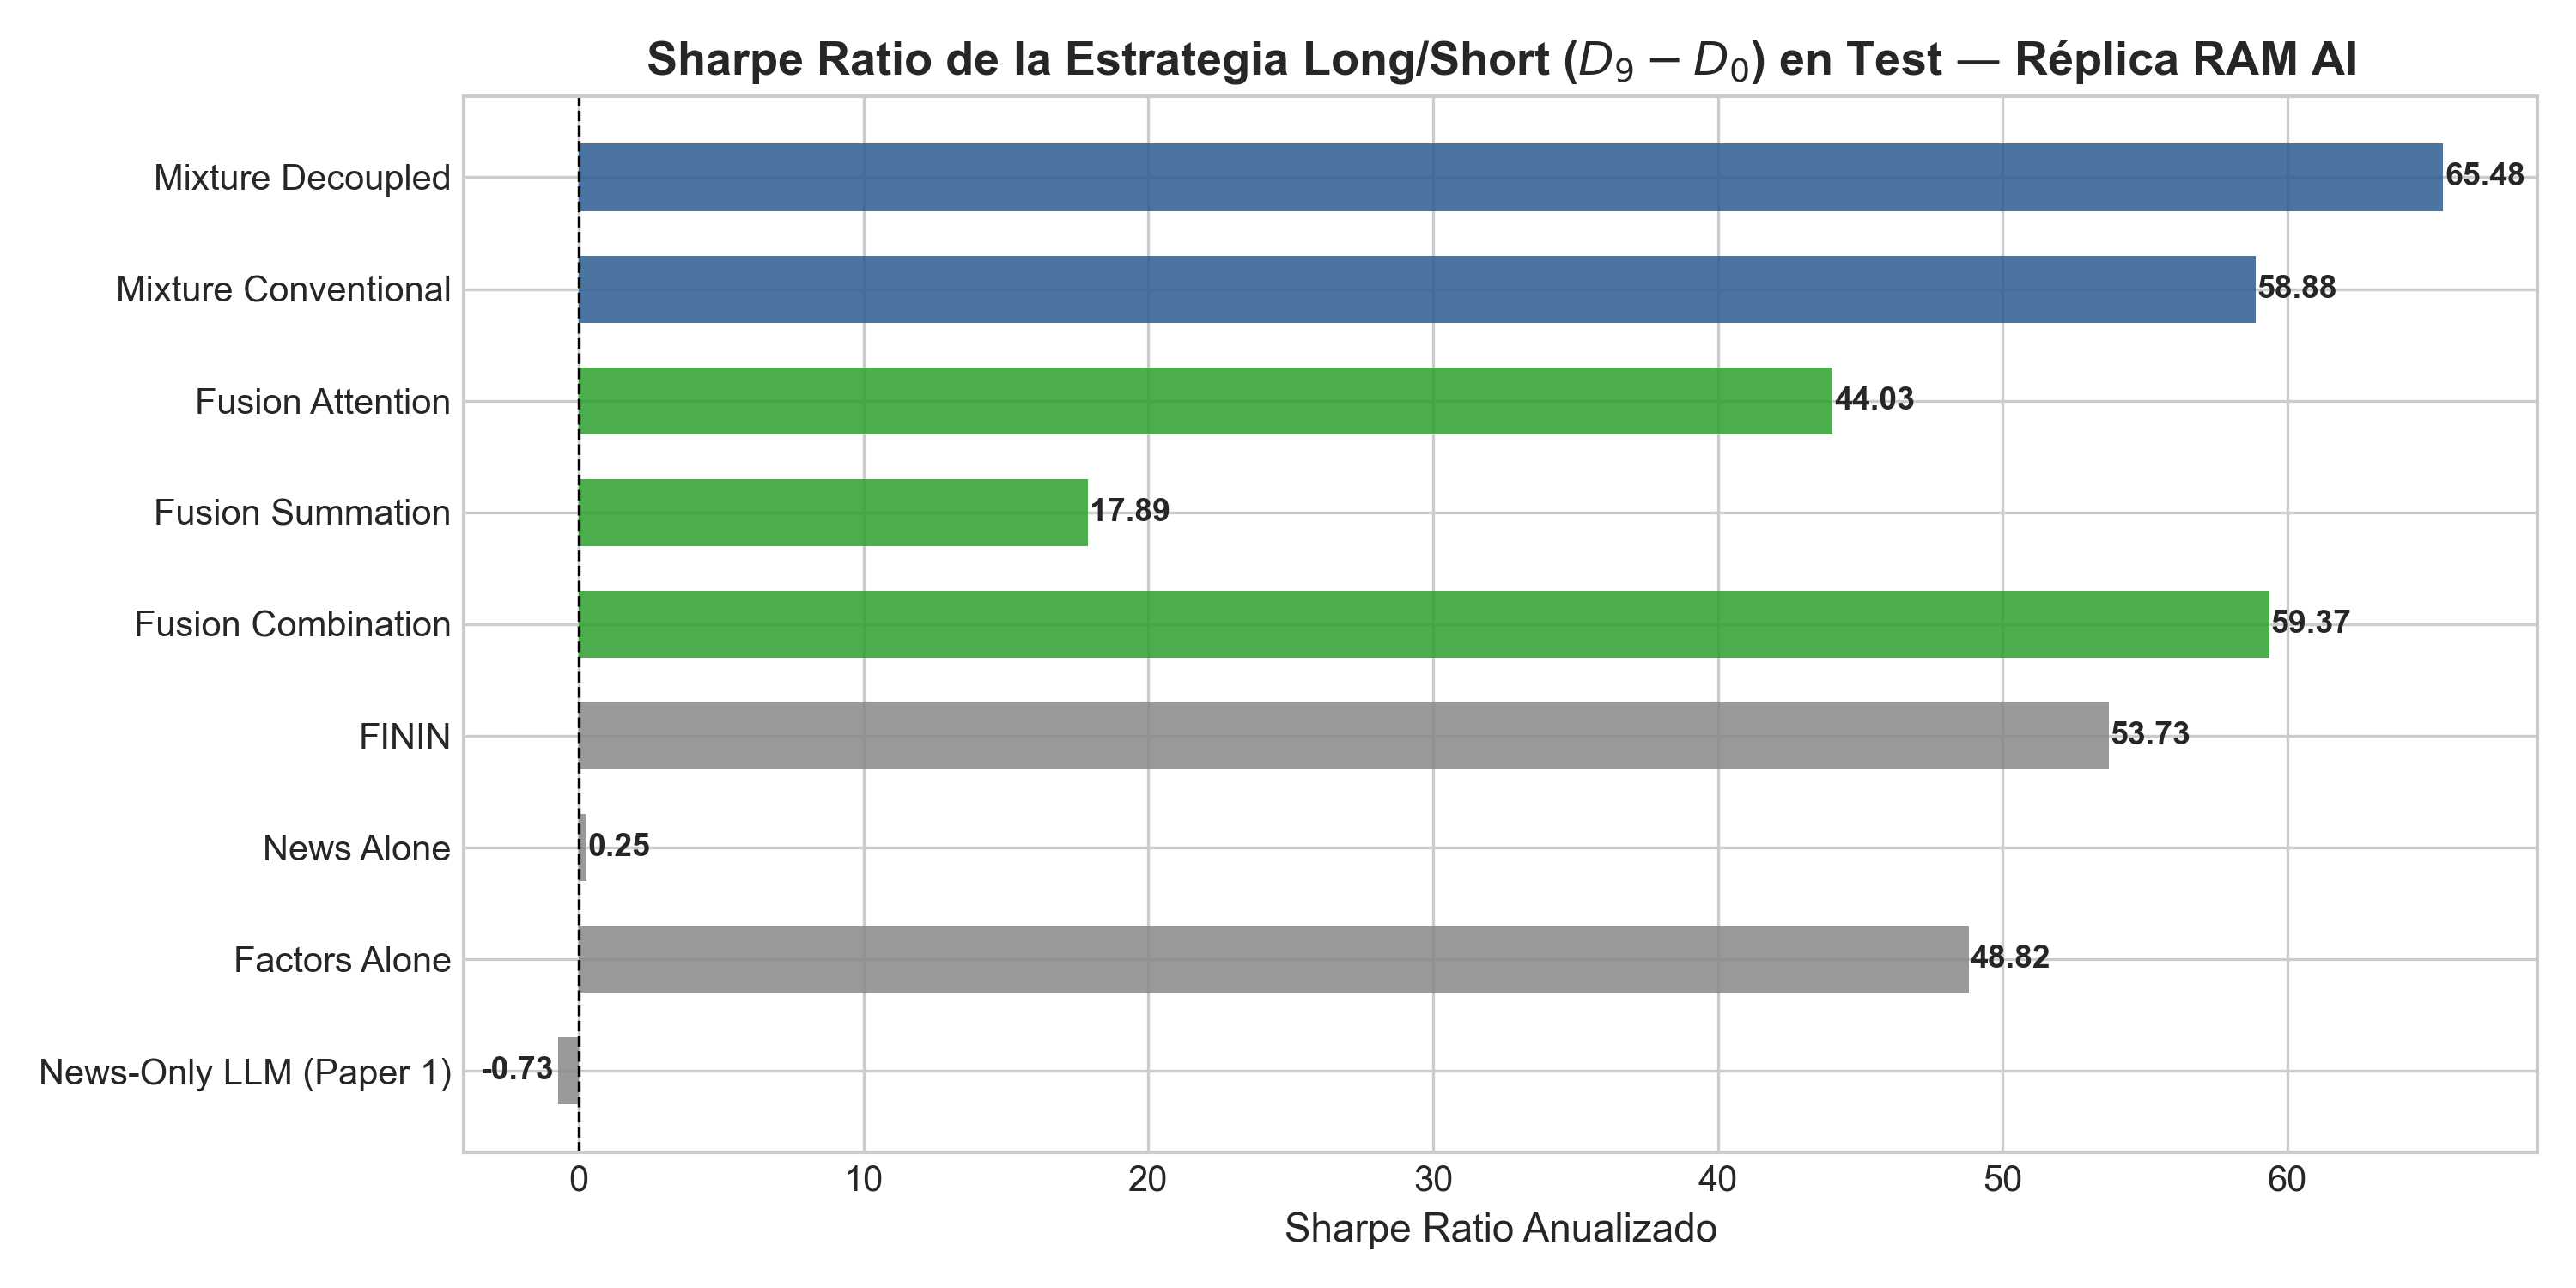 Sharpe Ratio de la Estrategia Long/Short (D₉ − D₀) en Test — Réplica RAM AI
Mixture Decoupled 65.48
Mixture Conventional 58.88
Fusion Attention 44.03
Fusion Summation 17.89
Fusion Combination 59.37
FININ 53.73
News Alone 0.25
Factors Alone 48.82
News-Only LLM (Paper 1) -0.73
0 10 20 30 40 50 60
Sharpe Ratio Anualizado